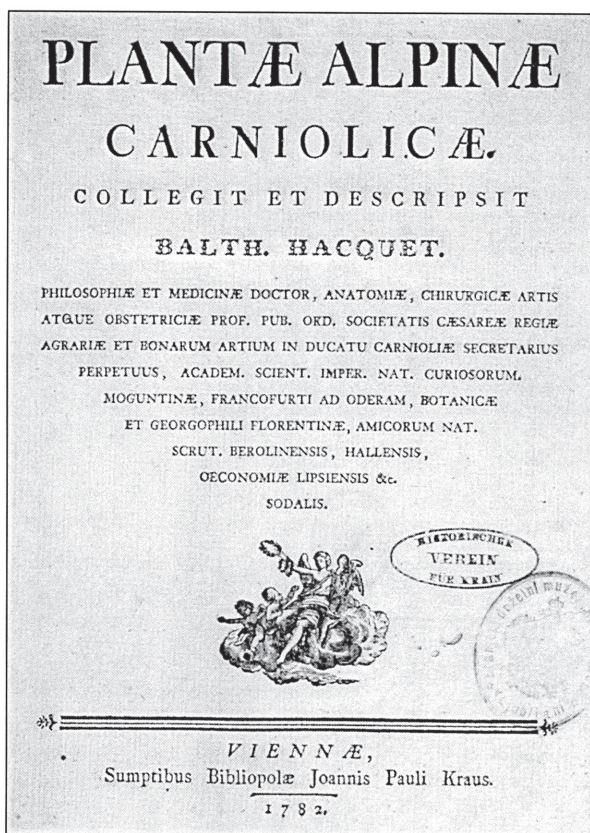 PLANTÆ ALPINÆ
CARNIOLICÆ.
COLLEGIT ET DESCRIPSIT
BALTH. HACQUET.
PHILOSOPHIÆ ET MEDICINÆ DOCTOR, ANATOMIÆ, CHIRURGICÆ ARTIS
ATQUE OBSTETRICIÆ PROF. PUB. ORD. SOCIETATIS CÆSAREÆ REGIÆ
AGRARIÆ ET BONARUM ARTIUM IN DUCATU CARNIOLIÆ SECRETARIUS
PERPETUUS, ACADEM. SCIENT. IMPER. NAT. CURIOSORUM.
MOGUNTINÆ, FRANCOFURTI AD ODERAM, BOTANICÆ
ET GEORGOPHILI FLORENTINÆ, AMICORUM NAT.
SCRUT. BEROLINENSIS, HALLENSIS,
OECONOMIÆ LIPSIENSIS &c.
SODALIS.
HISTORISCHER
VEREIN
FÜR KRAIN
VIENNÆ,
Sumptibus Bibliopolæ Joannis Pauli Kraus.
1782.